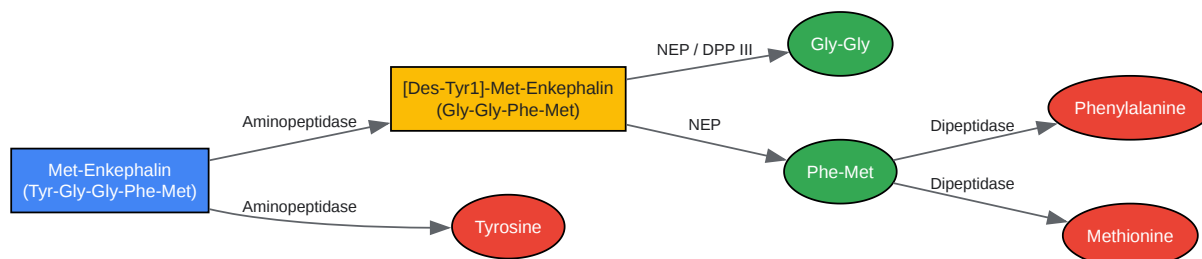 Met-Enkephalin
(Tyr-Gly-Gly-Phe-Met)
Aminopeptidase
Aminopeptidase
[Des-Tyr1]-Met-Enkephalin
(Gly-Gly-Phe-Met)
Tyrosine
NEP / DPP III
NEP
Gly-Gly
Phe-Met
Dipeptidase
Dipeptidase
Phenylalanine
Methionine